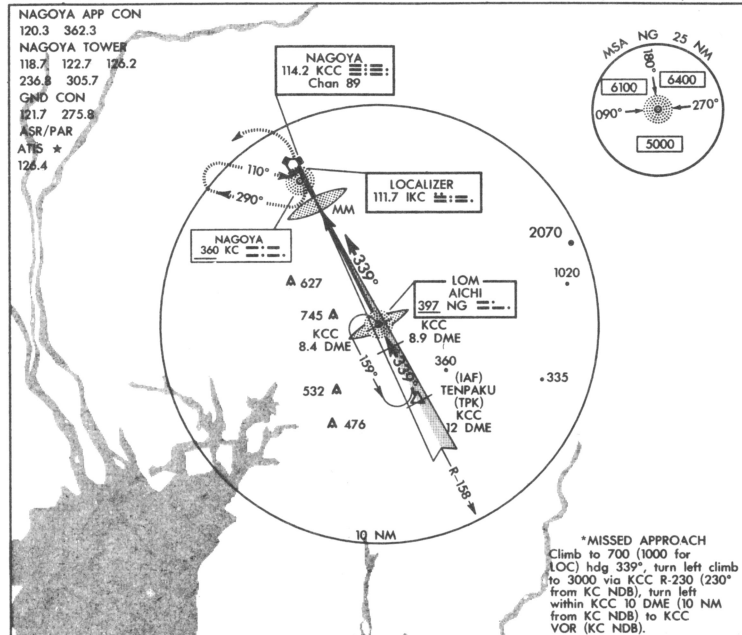 NAGOYA APP CON
120.3 362.3
NAGOYA TOWER
118.7 122.7 126.2
236.8 305.7
GND CON
121.7 275.8
ASR/PAR
ATIS ★
126.4
NAGOYA
114.2 KCC
Chan 89
MSA NG 25 NM
180°
6100
6400
090°
270°
5000
110°
290°
LOCALIZER
111.7 IKC
MM
NAGOYA
360 KC
339°
2070
1020
627
LOM
AICHI
397 NG
745
KCC
8.4 DME
KCC
8.9 DME
159°
339°
360
(IAF)
TENPAKU
(TPK)
KCC
12 DME
335
532
476
R-158
10 NM
*MISSED APPROACH
Climb to 700 (1000 for
LOC) hdg 339°, turn left climb
to 3000 via KCC R-230 (230°
from KC NDB), turn left
within KCC 10 DME (10 NM
from KC NDB) to KCC
VOR (KC NDB).